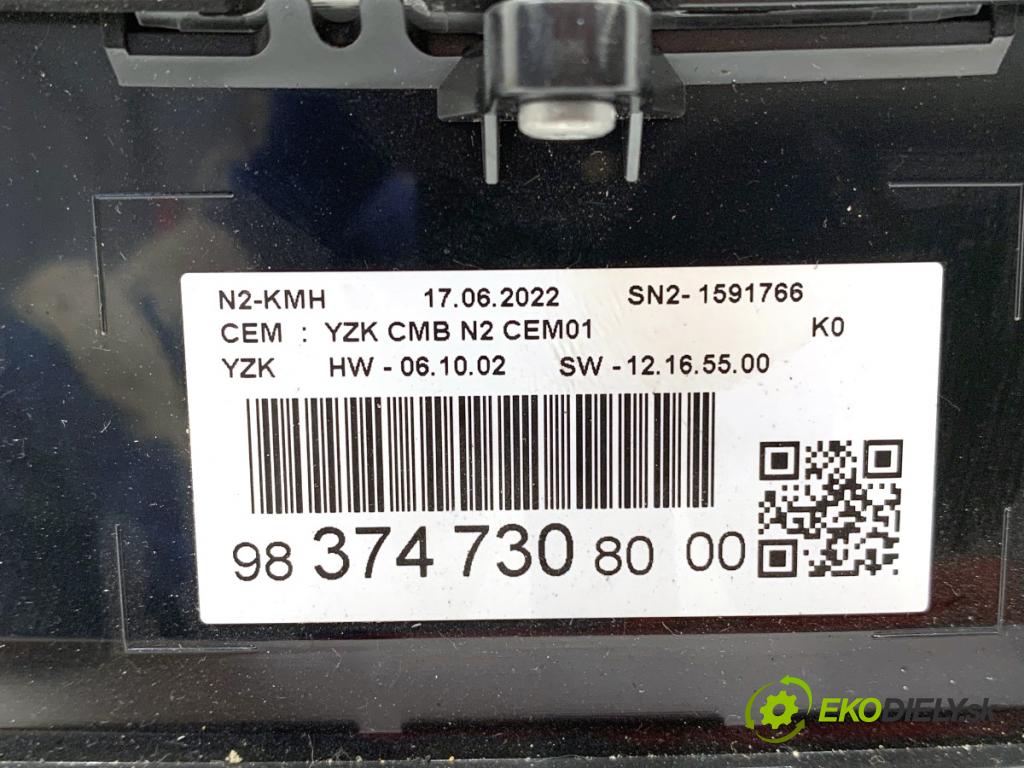 N2-KMH 17.06.2022 SN2- 1591766
CEM : YZK CMB N2 CEM01 K0
YZK HW - 06.10.02 SW - 12.16.55.00
98 374 730 80 00
EKODIELY.sk